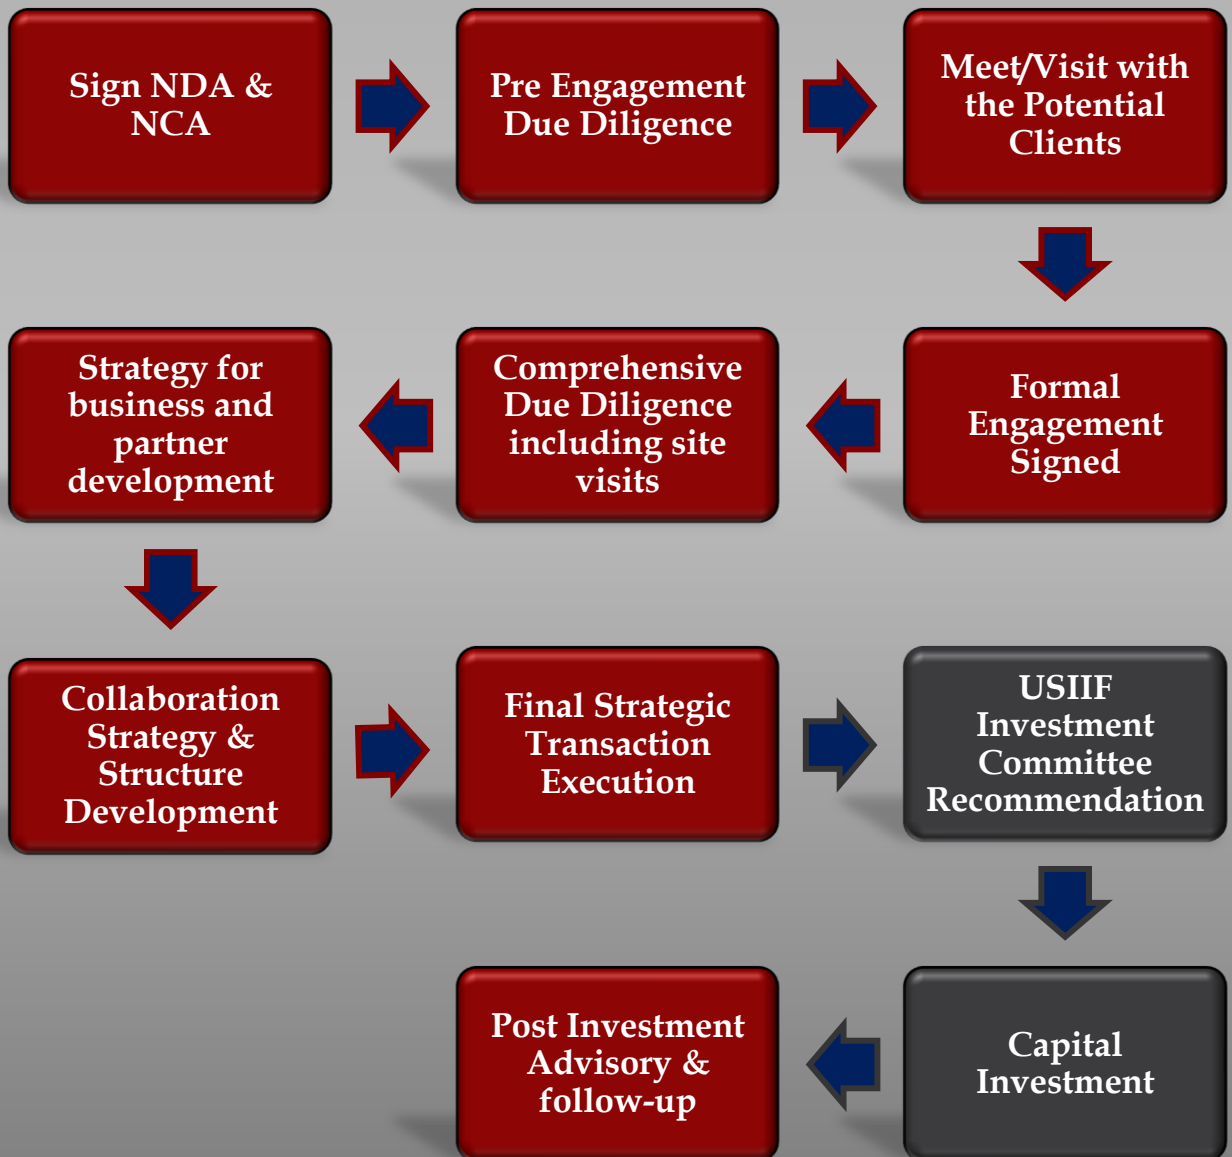 Sign NDA &
NCA
Pre Engagement
Due Diligence
Meet/Visit with
the Potential
Clients
Formal
Engagement
Signed
Comprehensive
Due Diligence
including site
visits
Strategy for
business and
partner
development
Collaboration
Strategy &
Structure
Development
Final Strategic
Transaction
Execution
USIIF
Investment
Committee
Recommendation
Capital
Investment
Post Investment
Advisory &
follow-up